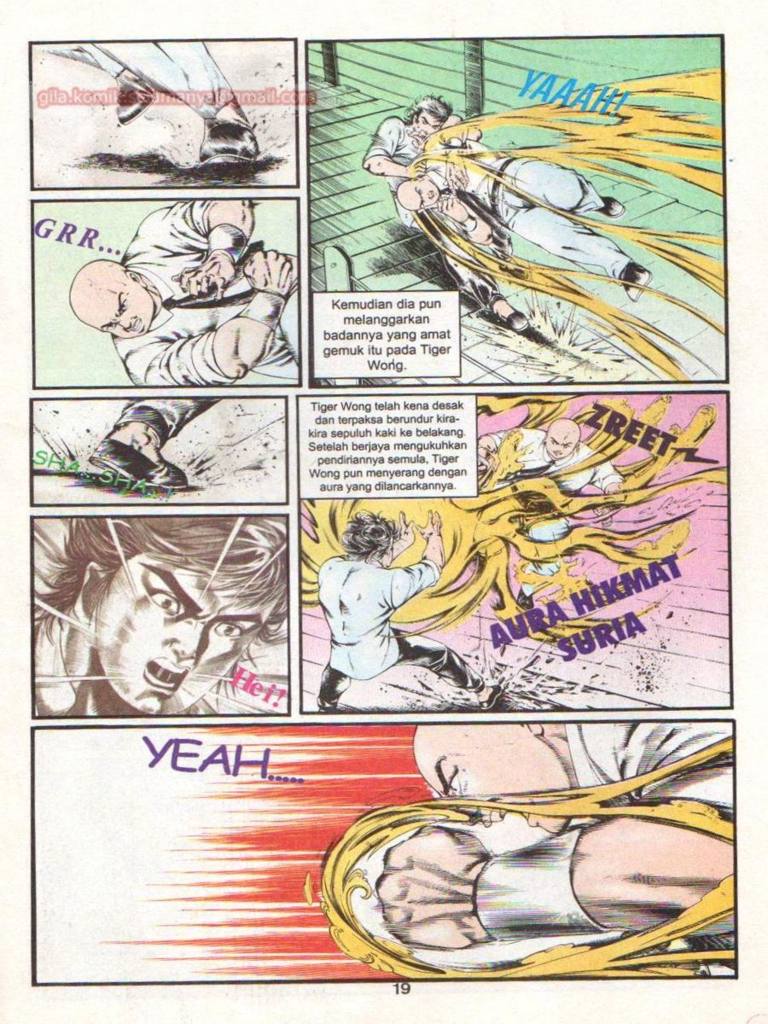 YAAAH!
GRR...
Kemudian dia pun
melanggarkan
badannya yang amat
gemuk itu pada Tiger
Wong.
SHA...SHA...!
Tiger Wong telah kena desak
dan terpaksa berundur kira-
kira sepuluh kaki ke belakang.
Setelah berjaya mengukuhkan
pendiriannya semula, Tiger
Wong pun menyerang dengan
aura yang dilancarkannya.
ZREET
AURA HIKMAT
SURIA
Hei!
YEAH.....
19